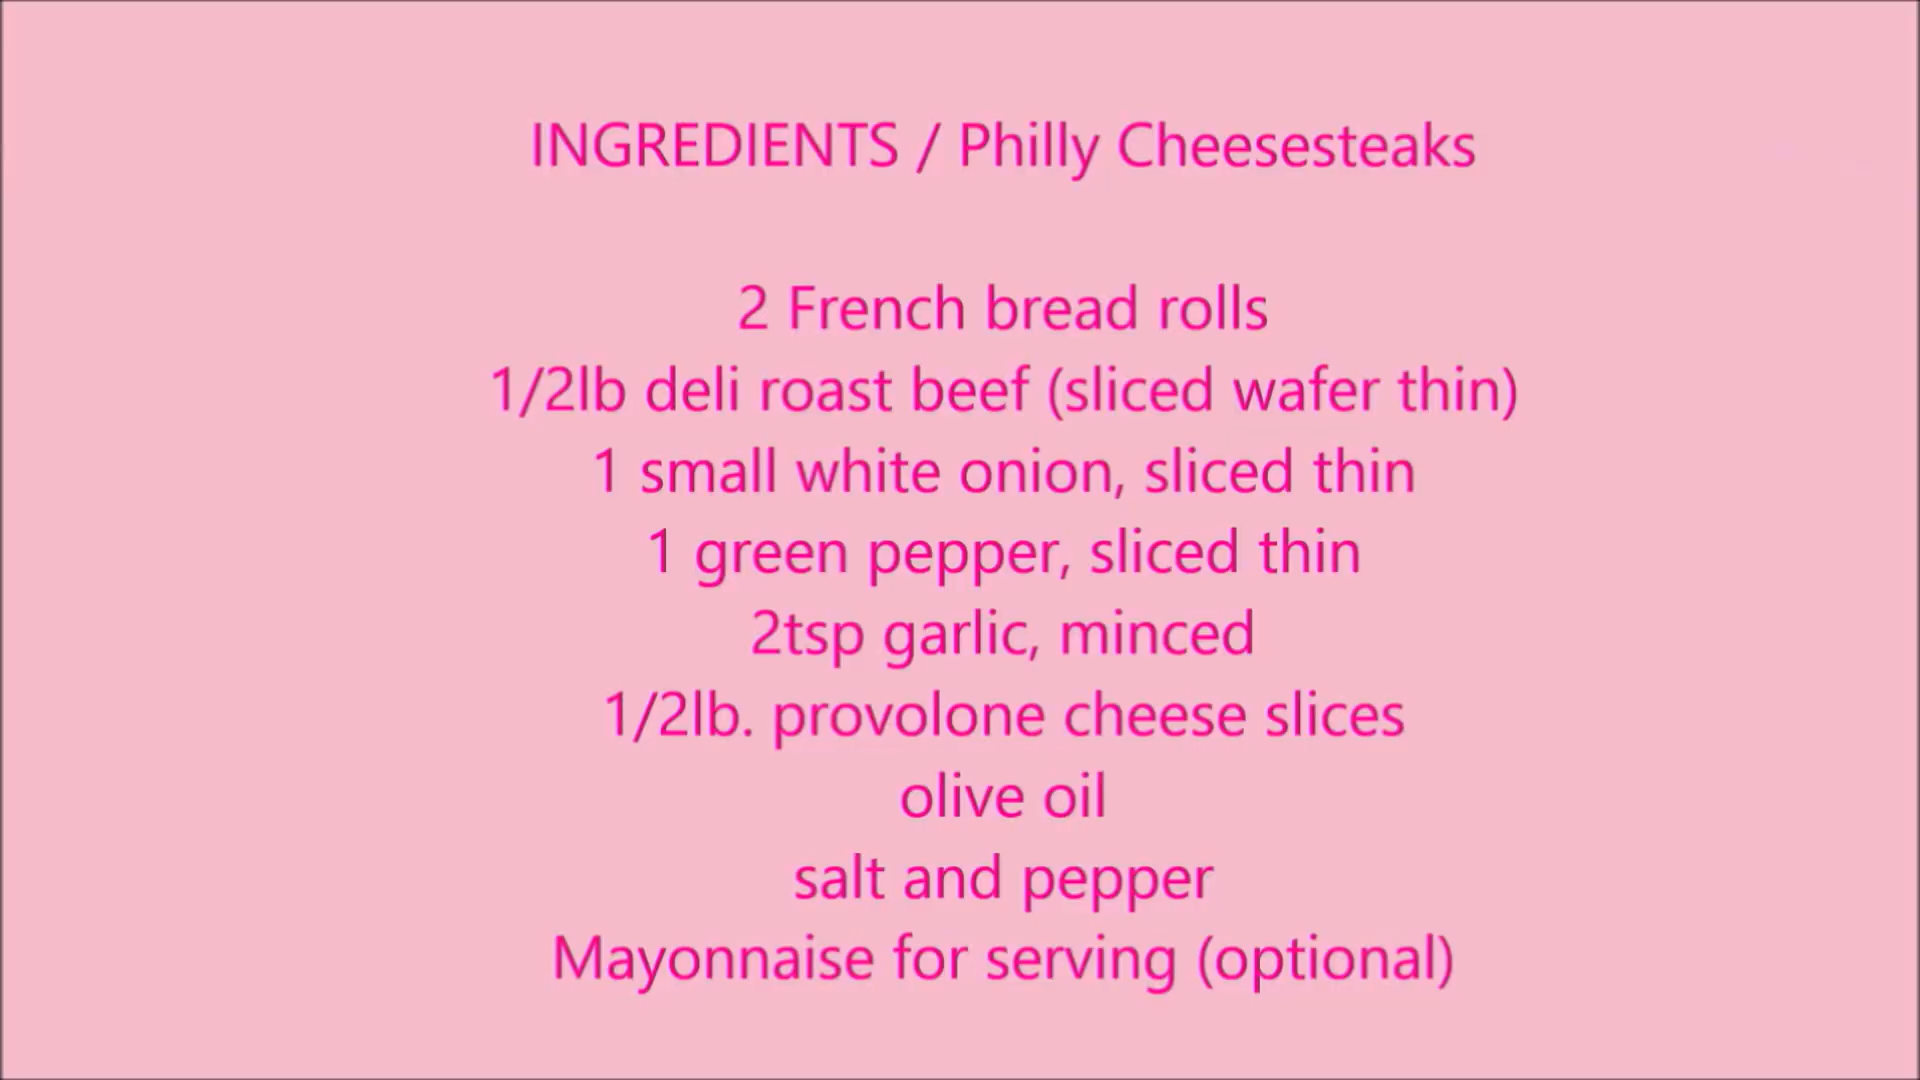 INGREDIENTS / Philly Cheesesteaks
2 French bread rolls
1/2lb deli roast beef (sliced wafer thin)
1 small white onion, sliced thin
1 green pepper, sliced thin
2tsp garlic, minced
1/2lb. provolone cheese slices
olive oil
salt and pepper
Mayonnaise for serving (optional)